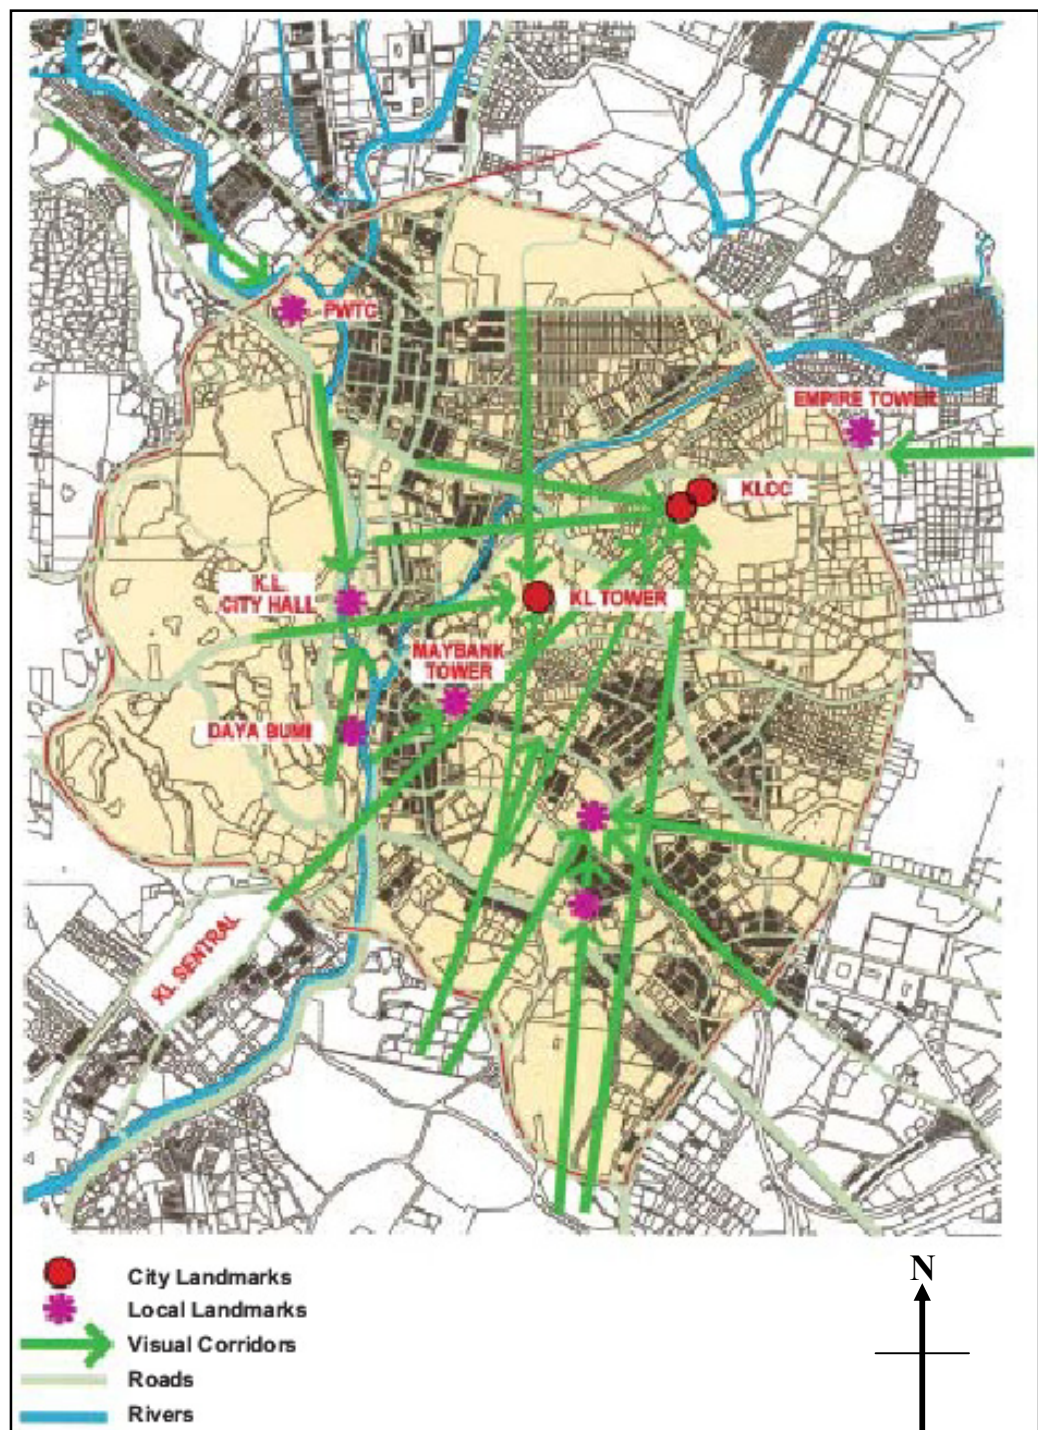 PWTC
EMPIRE TOWER
KLCC
K.L.
CITY HALL
KL TOWER
MAYBANK
TOWER
DAYA BUMI
KL SENTRAL
N
City Landmarks
Local Landmarks
Visual Corridors
Roads
Rivers